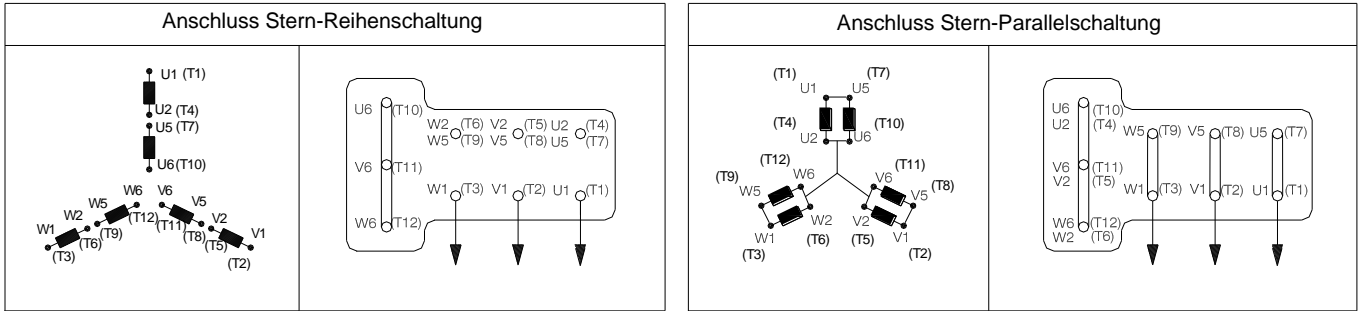 Anschluss Stern-Reihenschaltung
U1 (T1)
U2 (T4)
U5 (T7)
U6 (T10)
W6 V6
W5 (T12) (T11) V5
W2 (T9) (T8) V2
W1 (T6) (T5) V1
(T3) (T2)
U6 (T10)
W2 (T6) V2 (T5) U2 (T4)
W5 (T9) V5 (T8) U5 (T7)
V6 (T11)
W1 (T3) V1 (T2) U1 (T1)
W6 (T12)
Anschluss Stern-Parallelschaltung
(T1) (T7)
U1 U5
(T4) (T10)
U2 U6
(T12) (T11)
(T9) W6 V6 (T8)
W5 V5
W2 V2
W1 (T6) (T5) V1
(T3) (T2)
U6 (T10)
U2 (T4)
W5 (T9) V5 (T8) U5 (T7)
V6 (T11)
V2 (T5)
W1 (T3) V1 (T2) U1 (T1)
W6 (T12)
W2 (T6)